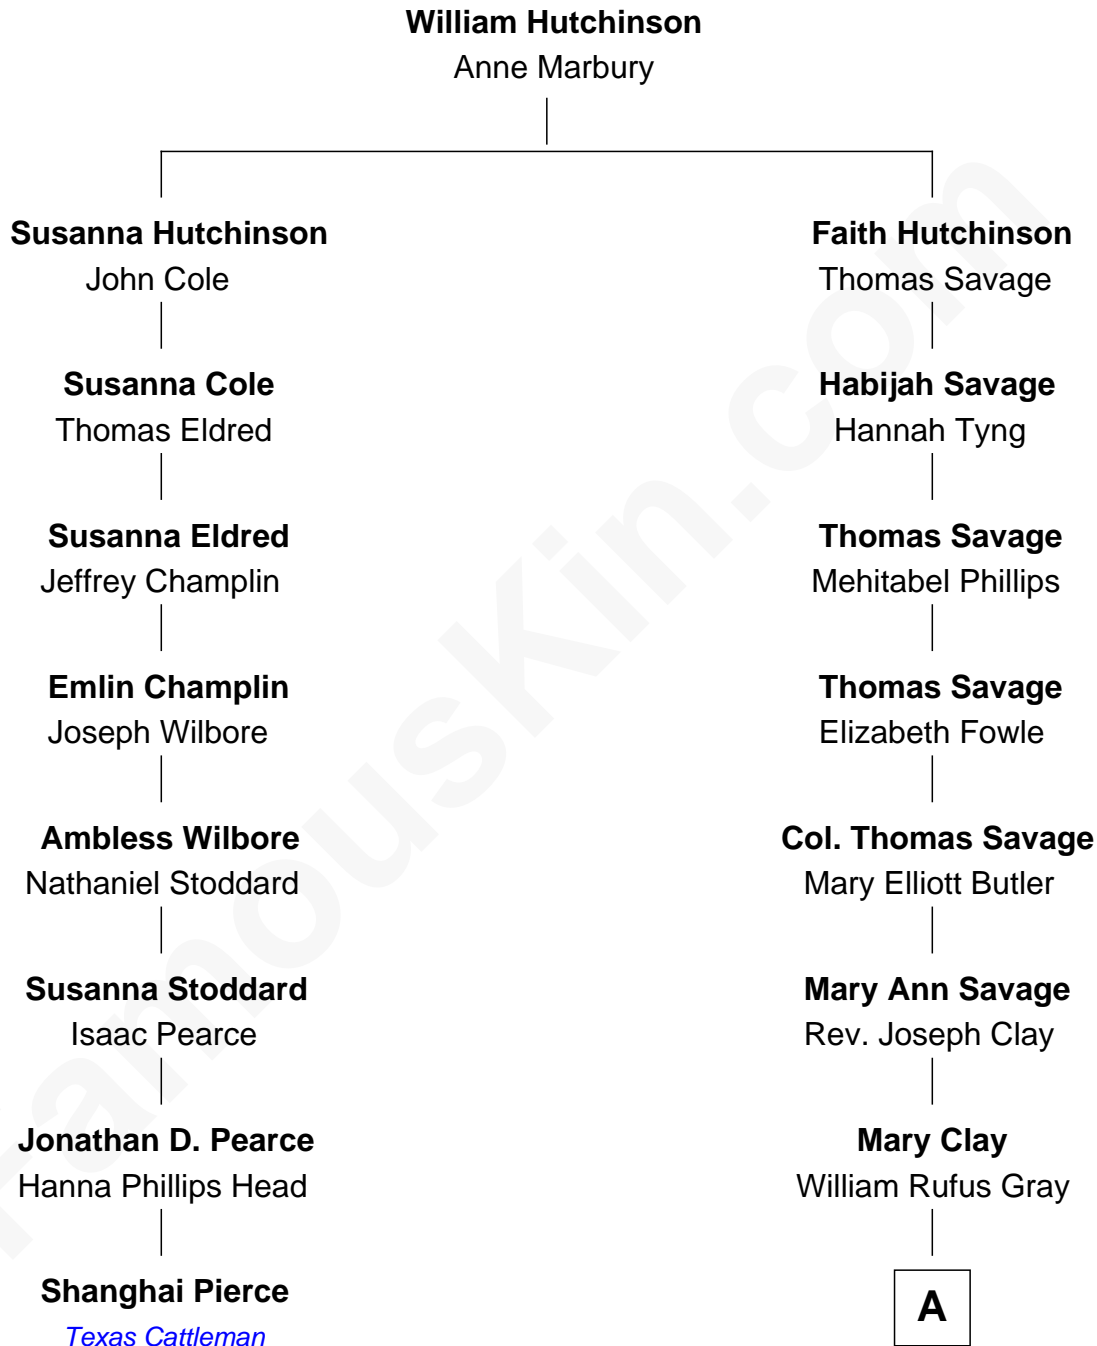 William Hutchinson
Anne Marbury
Susanna Hutchinson
John Cole
Faith Hutchinson
Thomas Savage
Susanna Cole
Thomas Eldred
Habijah Savage
Hannah Tyng
Susanna Eldred
Jeffrey Champlin
Thomas Savage
Mehitabel Phillips
Emlin Champlin
Joseph Wilbore
Thomas Savage
Elizabeth Fowle
Ambless Wilbore
Nathaniel Stoddard
Col. Thomas Savage
Mary Elliott Butler
Susanna Stoddard
Isaac Pearce
Mary Ann Savage
Rev. Joseph Clay
Jonathan D. Pearce
Hanna Phillips Head
Mary Clay
William Rufus Gray
Shanghai Pierce
Texas Cattleman
A
FamousKin.com